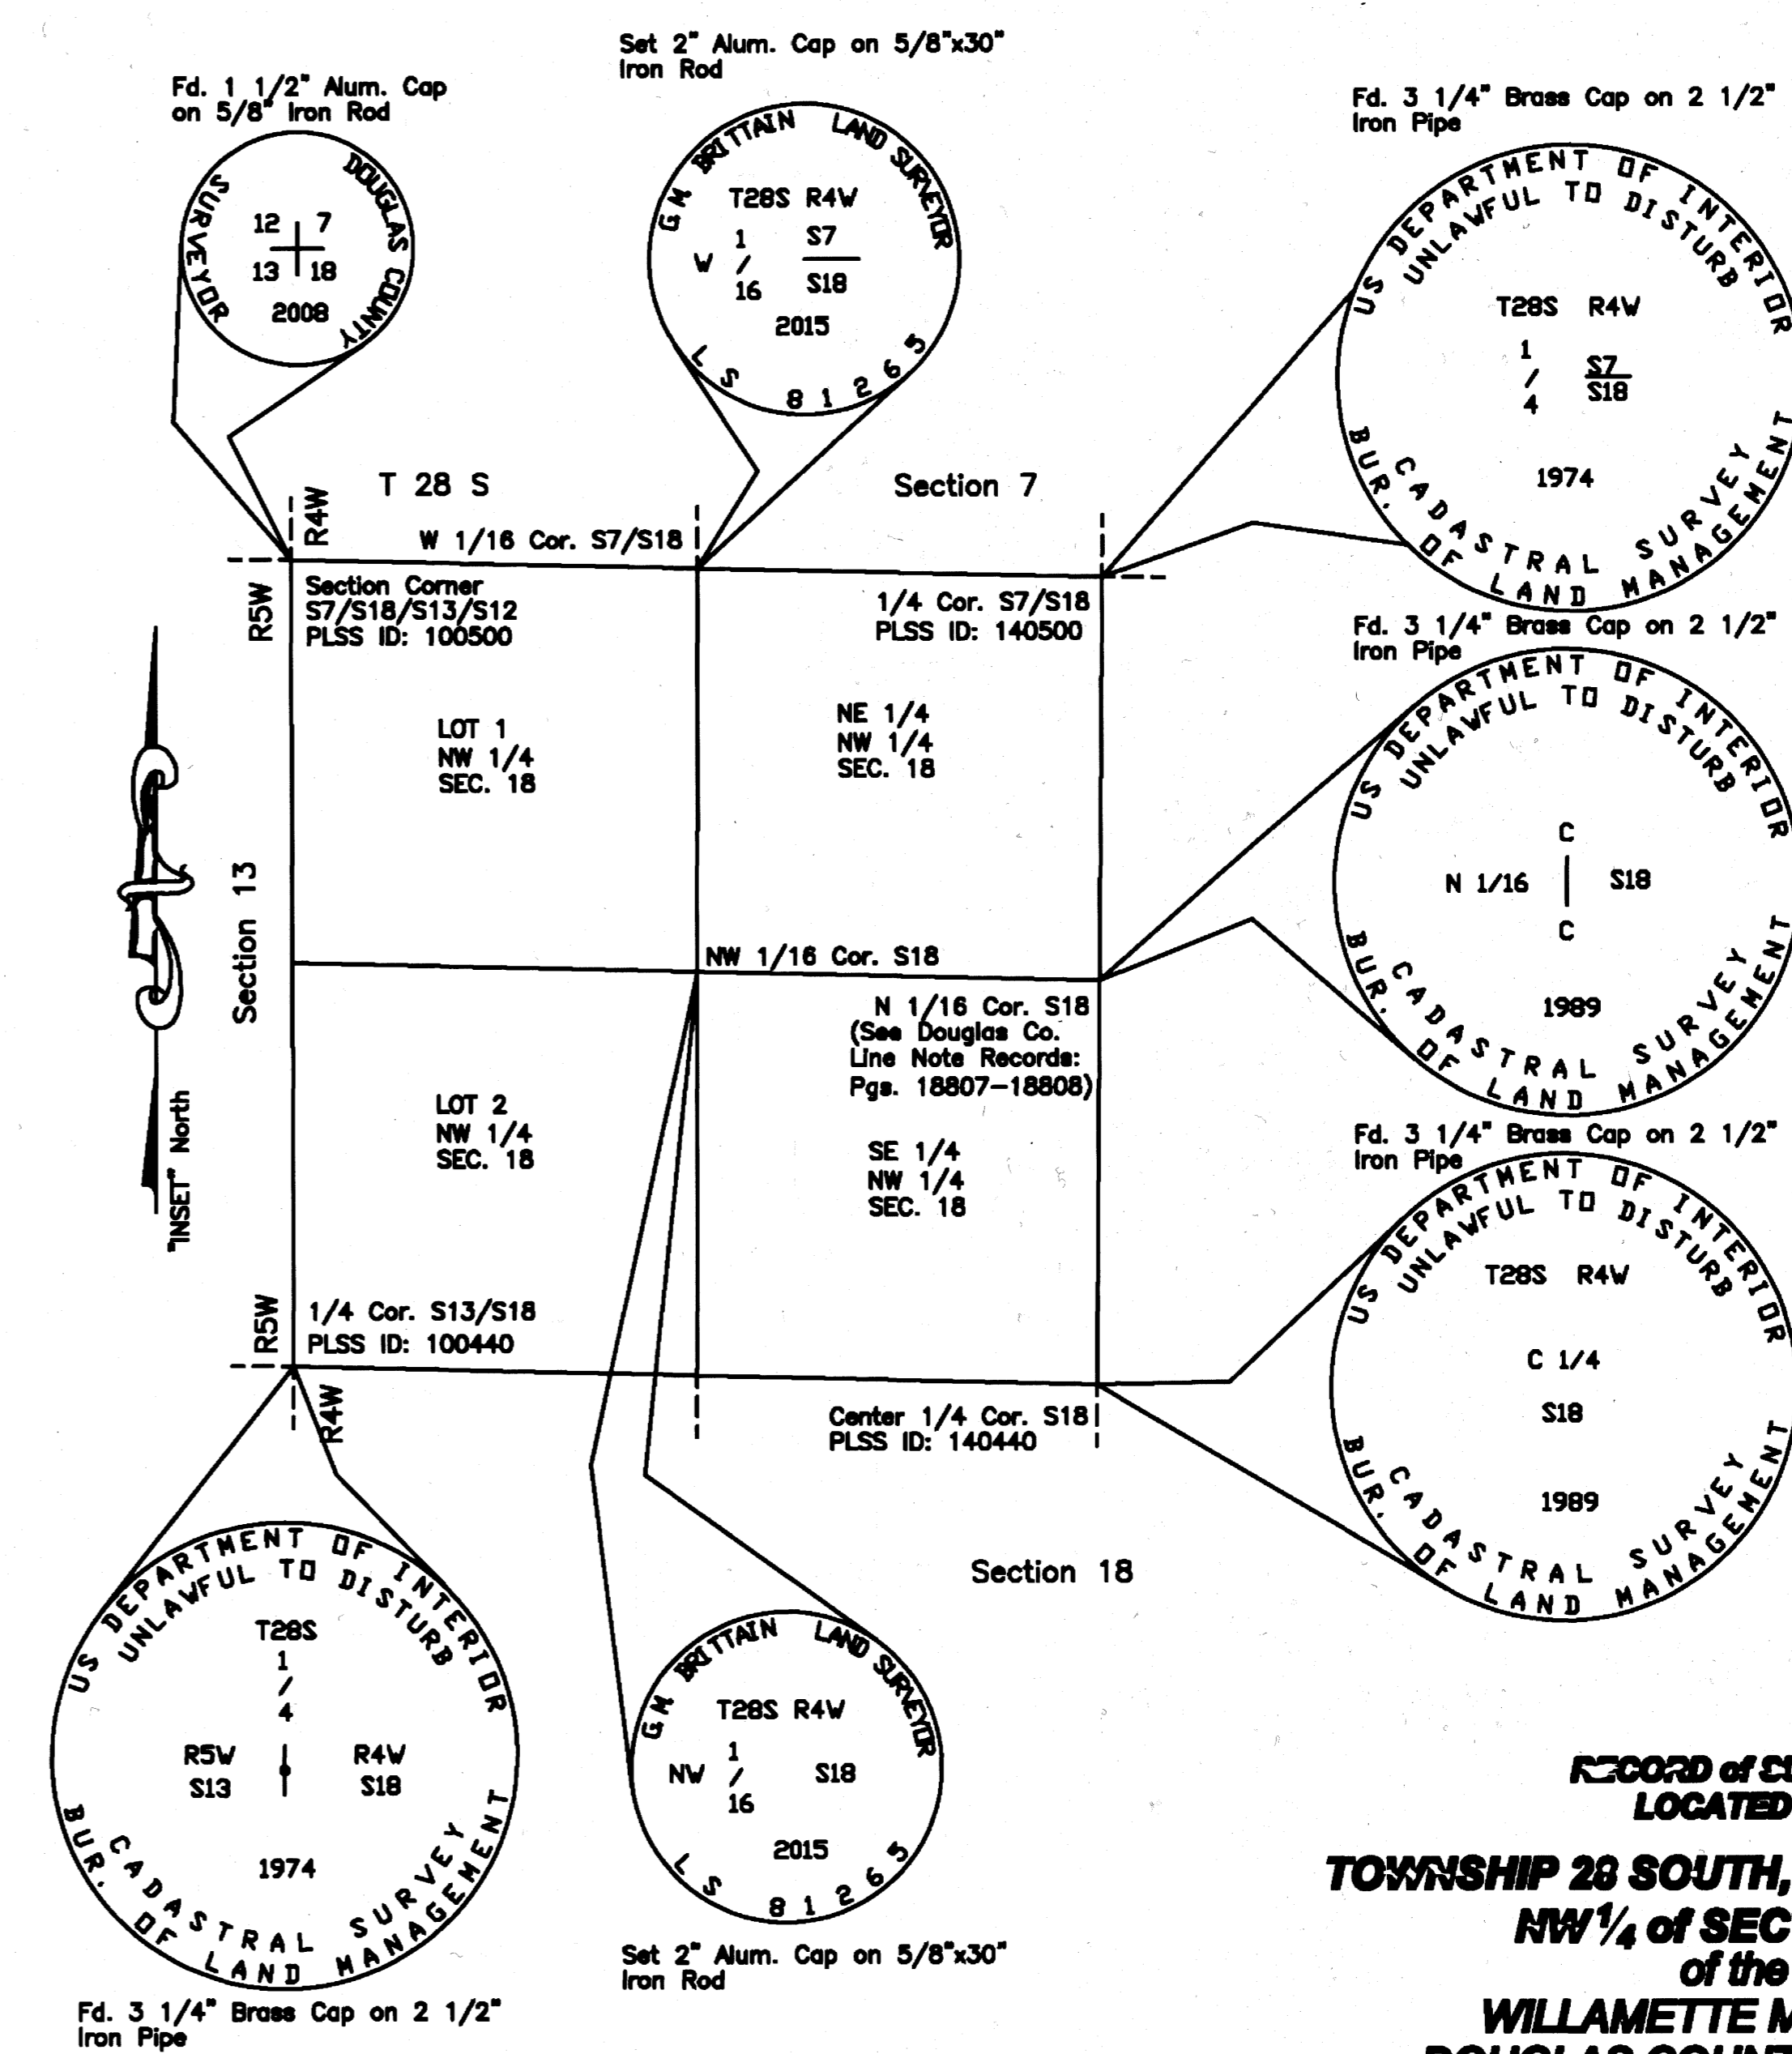 Set 2" Alum. Cap on 5/8"x30"
Iron Rod
Fd. 1 1/2" Alum. Cap
on 5/8" Iron Rod
Fd. 3 1/4" Brass Cap on 2 1/2"
Iron Pipe
DOUGLAS COUNTY
SURVEYOR
12 7
13 18
2008
G.M. BRITTAIN LAND SURVEYOR
T28S R4W
W 1/16 S7
S18
2015
LS 81265
US DEPARTMENT OF INTERIOR
UNLAWFUL TO DISTURB
T28S R4W
1/4 S7
S18
1974
CADASTRAL SURVEY
BUR. OF LAND MANAGEMENT
T 28 S
Section 7
R4W
W 1/16 Cor. S7/S18
R5W
Section Corner
S7/S18/S13/S12
PLSS ID: 100500
1/4 Cor. S7/S18
PLSS ID: 140500
Fd. 3 1/4" Brass Cap on 2 1/2"
Iron Pipe
US DEPARTMENT OF INTERIOR
UNLAWFUL TO DISTURB
C
N 1/16 S18
C
1989
CADASTRAL SURVEY
BUR. OF LAND MANAGEMENT
LOT 1
NW 1/4
SEC. 18
NE 1/4
NW 1/4
SEC. 18
Section 13
NW 1/16 Cor. S18
N 1/16 Cor. S18
(See Douglas Co.
Line Note Records:
Pgs. 18807-18808)
"INSET" North
LOT 2
NW 1/4
SEC. 18
SE 1/4
NW 1/4
SEC. 18
Fd. 3 1/4" Brass Cap on 2 1/2"
Iron Pipe
US DEPARTMENT OF INTERIOR
UNLAWFUL TO DISTURB
T28S R4W
C 1/4
S18
1989
CADASTRAL SURVEY
BUR. OF LAND MANAGEMENT
R5W
1/4 Cor. S13/S18
PLSS ID: 100440
R4W
Center 1/4 Cor. S18
PLSS ID: 140440
Section 18
US DEPARTMENT OF INTERIOR
UNLAWFUL TO DISTURB
T28S
1/4
R5W R4W
S13 S18
1974
CADASTRAL SURVEY
BUR. OF LAND MANAGEMENT
Fd. 3 1/4" Brass Cap on 2 1/2"
Iron Pipe
G.M. BRITTAIN LAND SURVEYOR
T28S R4W
NW 1/16 S18
2015
LS 81265
Set 2" Alum. Cap on 5/8"x30"
Iron Rod
RECORD of
LOCATED
TOWNSHIP 28 SOUTH,
NW 1/4 of SEC
of the
WILLAMETTE M
DOUGLAS COUN